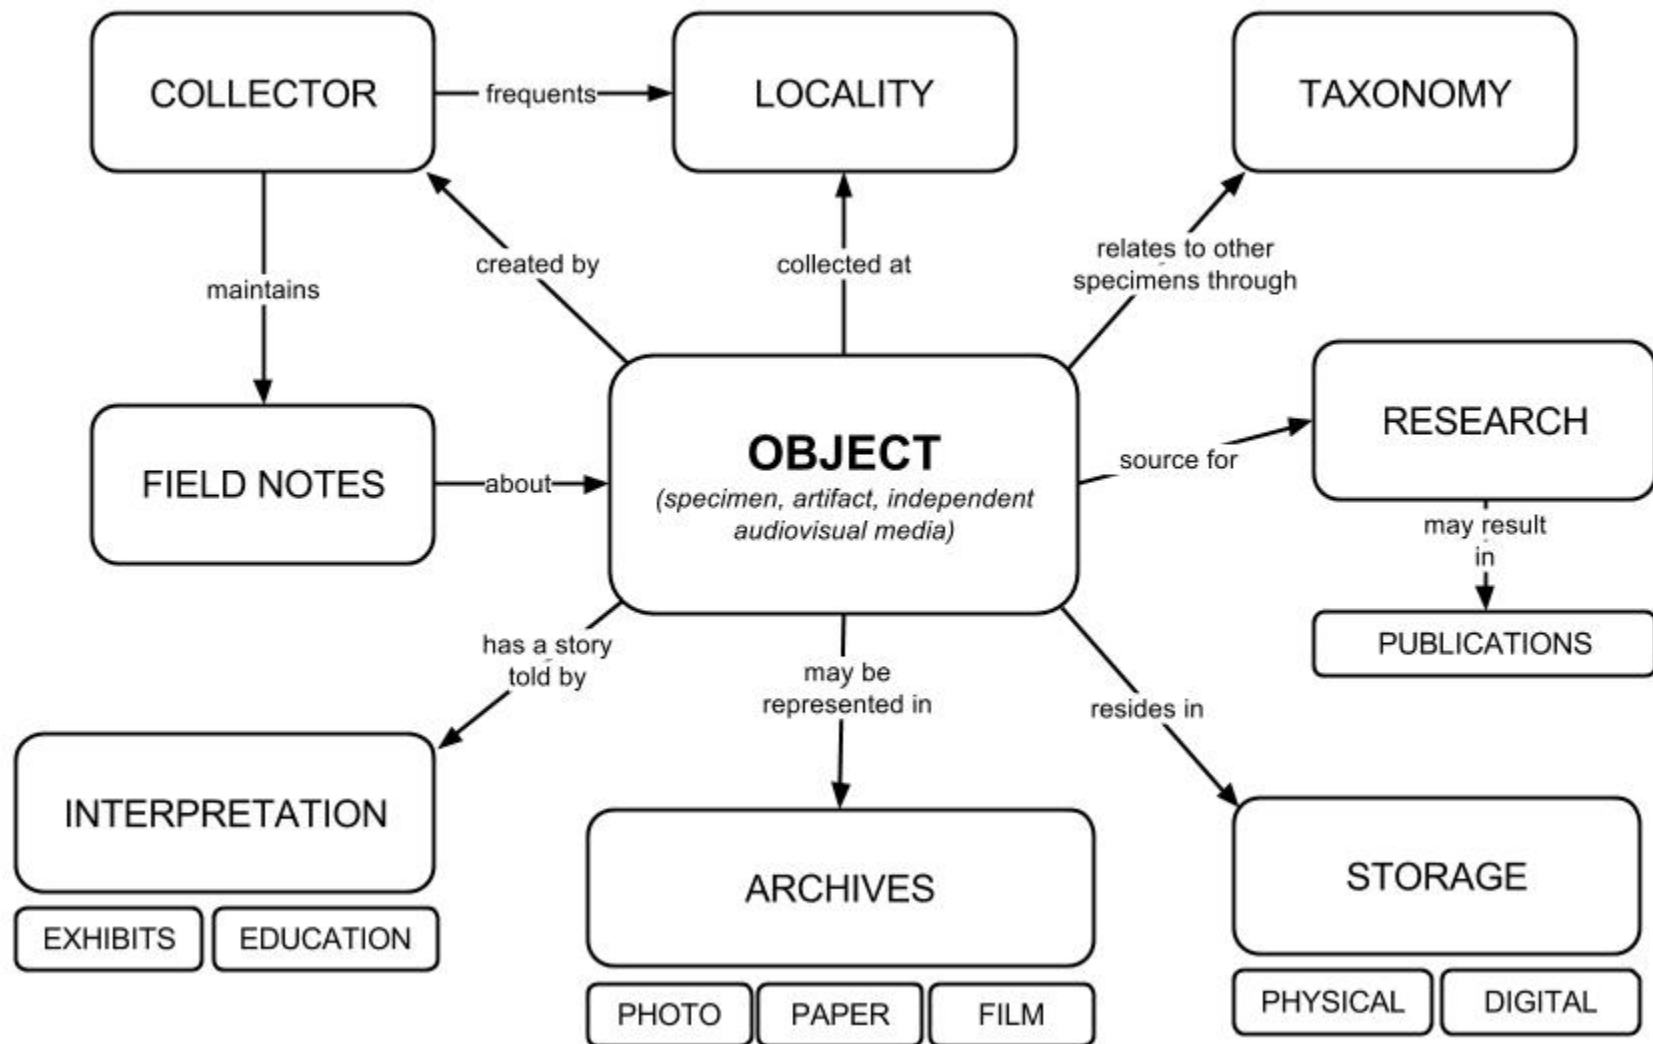 COLLECTOR
frequents
LOCALITY
TAXONOMY
created by
collected at
relates to other
specimens through
maintains
RESEARCH
OBJECT
(specimen, artifact, independent
audiovisual media)
source for
FIELD NOTES
about
may result
in
PUBLICATIONS
has a story
told by
may be
represented in
resides in
INTERPRETATION
ARCHIVES
STORAGE
EXHIBITS
EDUCATION
PHOTO
PAPER
FILM
PHYSICAL
DIGITAL